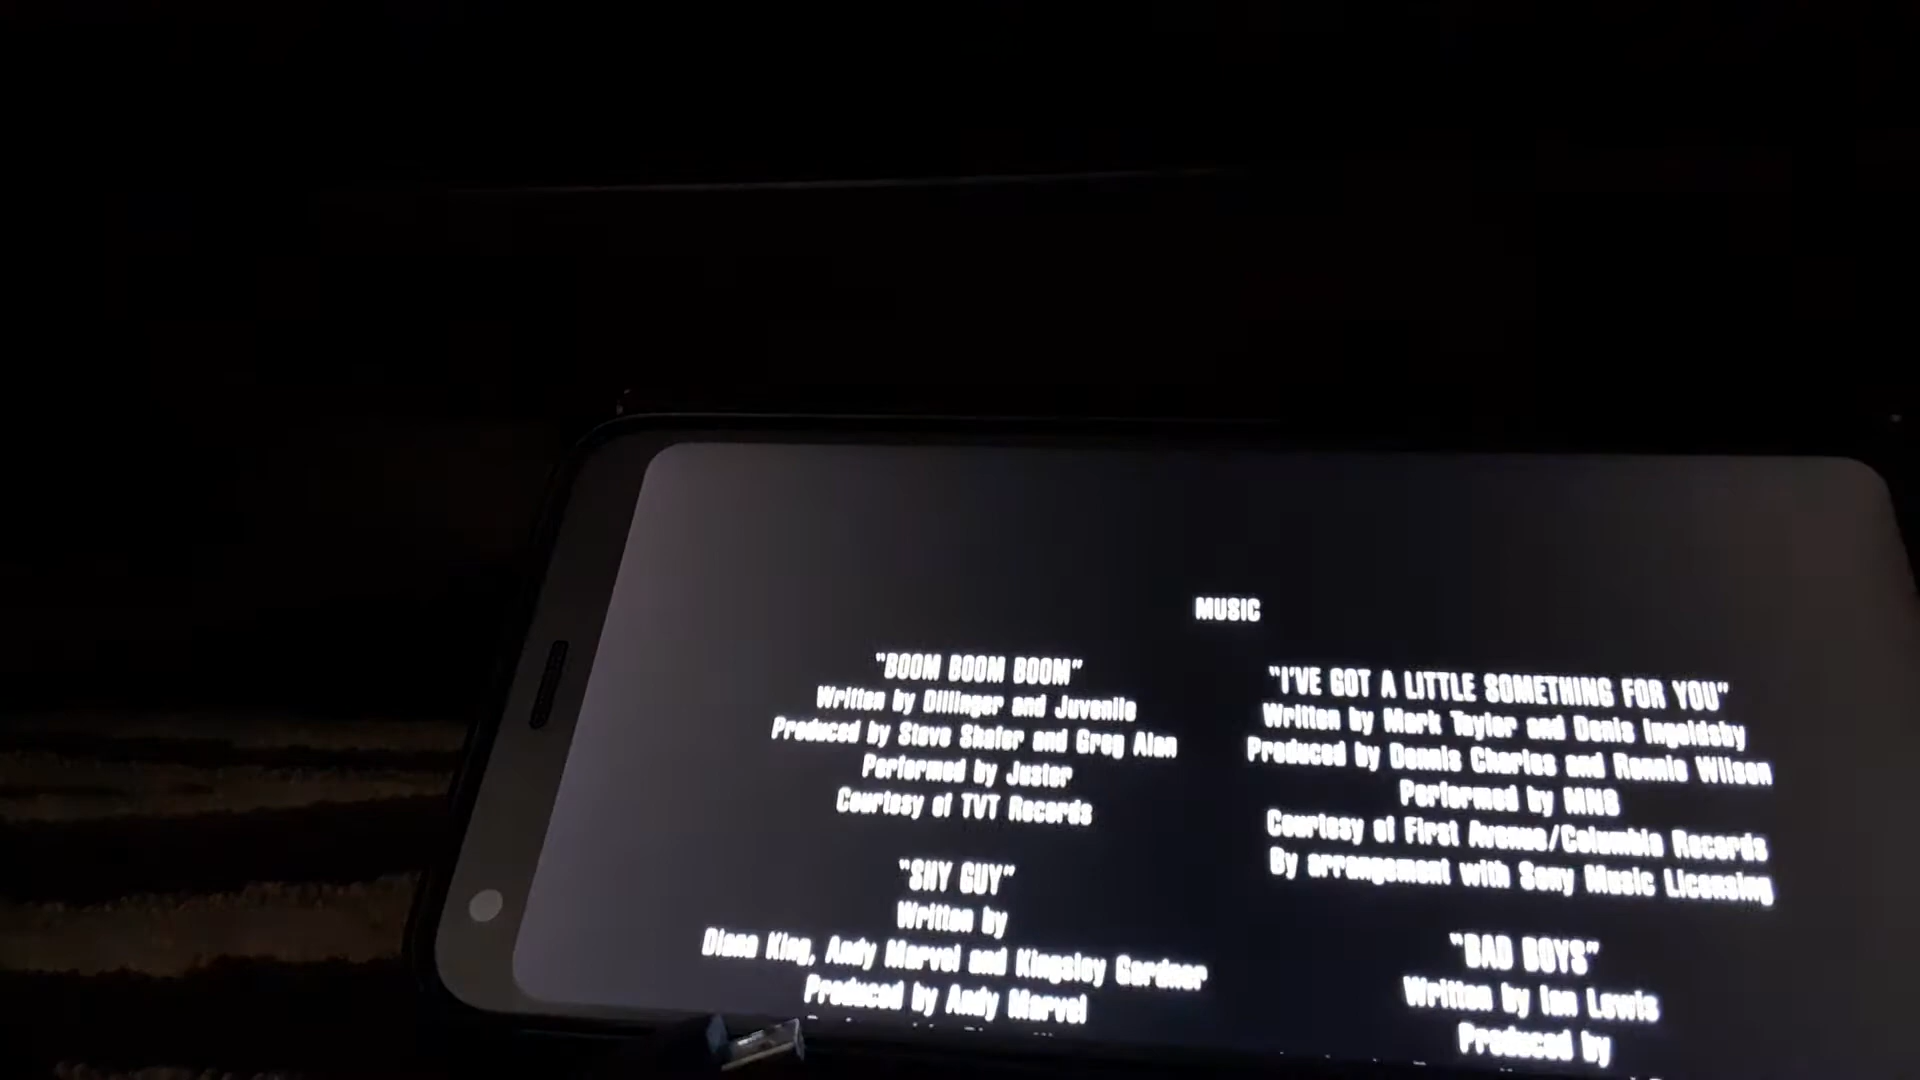 MUSIC
"BOOM BOOM BOOM"
Written by Dillinger and Juvenile
Produced by Steve Shafer and Greg Alan
Performed by Juster
Courtesy of TVT Records
"SHY GUY"
Written by
Diana King, Andy Marvel and Kingsley Gardner
Produced by Andy Marvel
"I'VE GOT A LITTLE SOMETHING FOR YOU"
Written by Mark Taylor and Denis Ingoldsby
Produced by Dennis Charles and Ronnie Wilson
Performed by MN8
Courtesy of First Avenue/Columbia Records
By arrangement with Sony Music Licensing
"BAD BOYS"
Written by Ian Lewis
Produced by